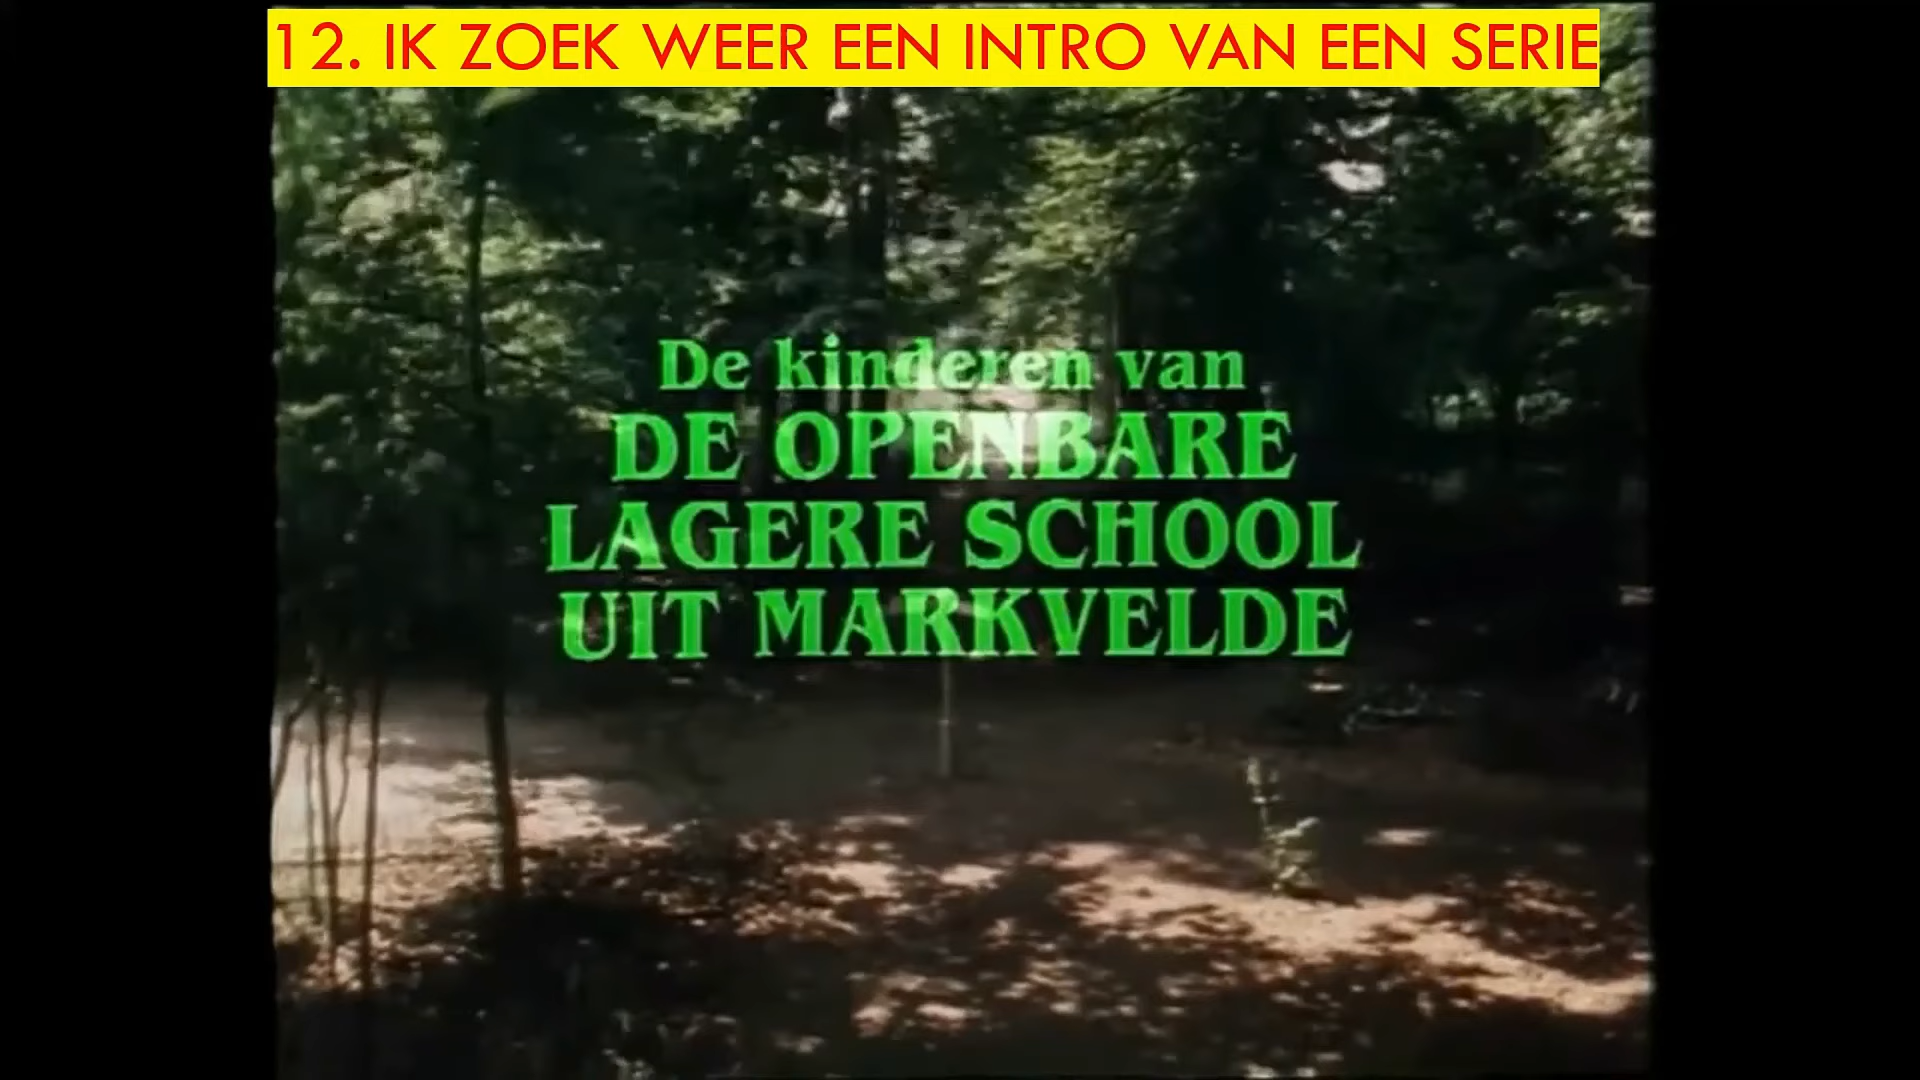 12. IK ZOEK WEER EEN INTRO VAN EEN SERIE
De kinderen van
DE OPENBARE
LAGERE SCHOOL
UIT MARKVELDE